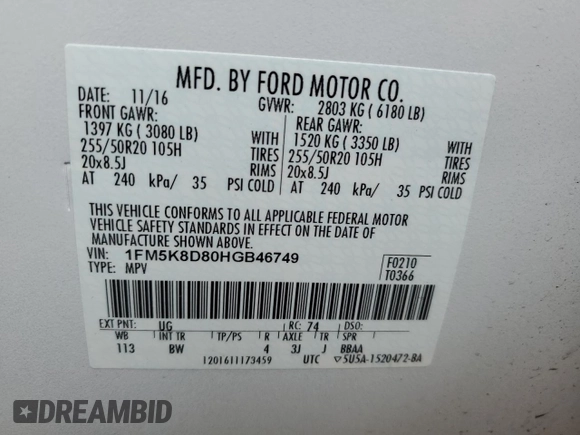 MFD. BY FORD MOTOR CO.
DATE: 11/16 GVWR: 2803 KG ( 6180 LB)
FRONT GAWR: REAR GAWR:
1397 KG ( 3080 LB) WITH 1520 KG ( 3350 LB) WITH
255/50R20 105H TIRES 255/50R20 105H TIRES
20x8.5J RIMS 20x8.5J RIMS
AT 240 kPa/ 35 PSI COLD AT 240 kPa/ 35 PSI COLD
THIS VEHICLE CONFORMS TO ALL APPLICABLE FEDERAL MOTOR
VEHICLE SAFETY STANDARDS IN EFFECT ON THE DATE OF
MANUFACTURE SHOWN ABOVE.
VIN: 1FM5K8D80HGB46749 F0210
TYPE: MPV T0366
EXT PNT: UG RC: 74 DSO:
WB INT TR TP/PS R AXLE TR SPR
113 BW 4 3J J BBAA
12016111734​59 UTC ▽5U5A-1520472-BA
DREAMBID